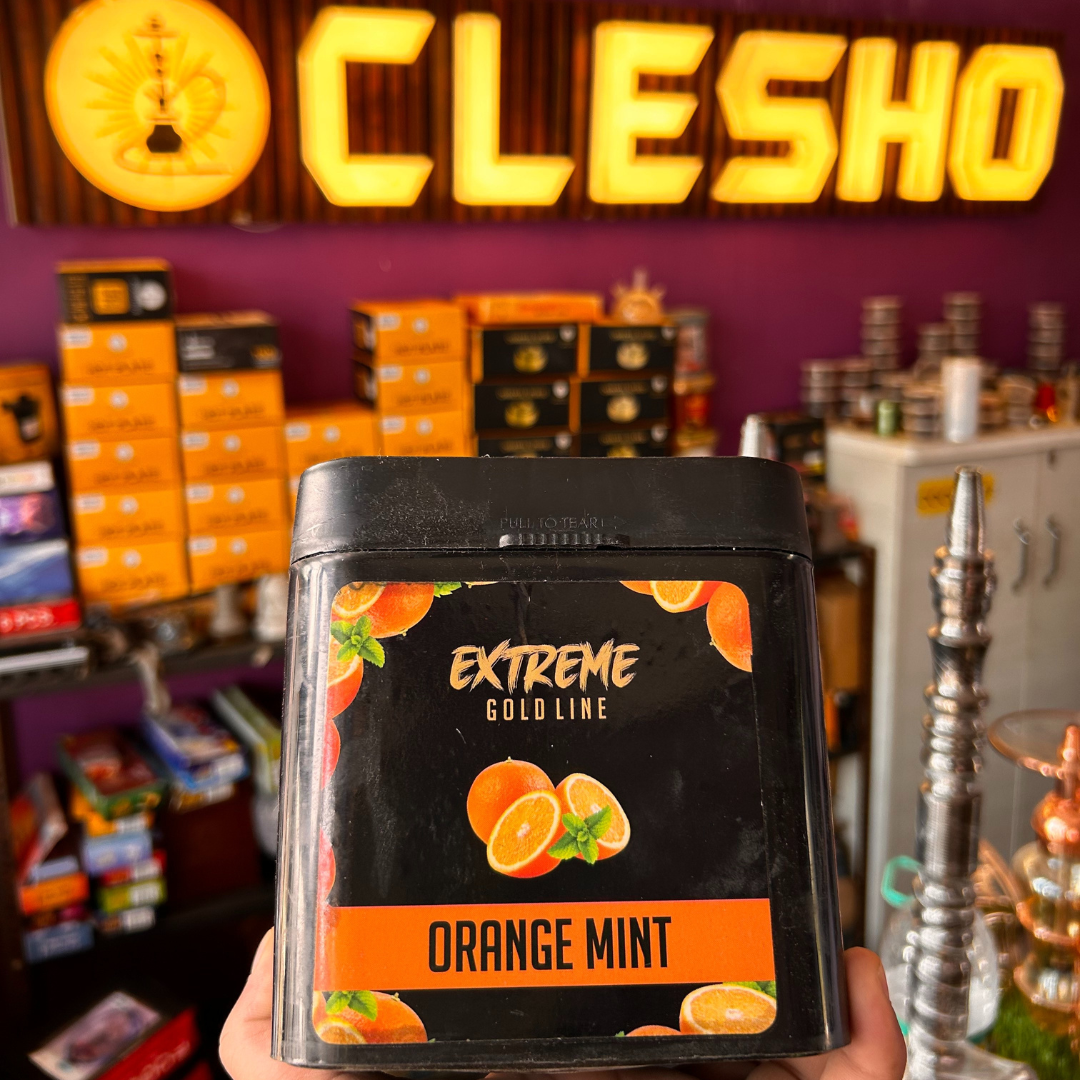 CLESHO
PULL TO TEAR
EXTREME
GOLD LINE
ORANGE MINT